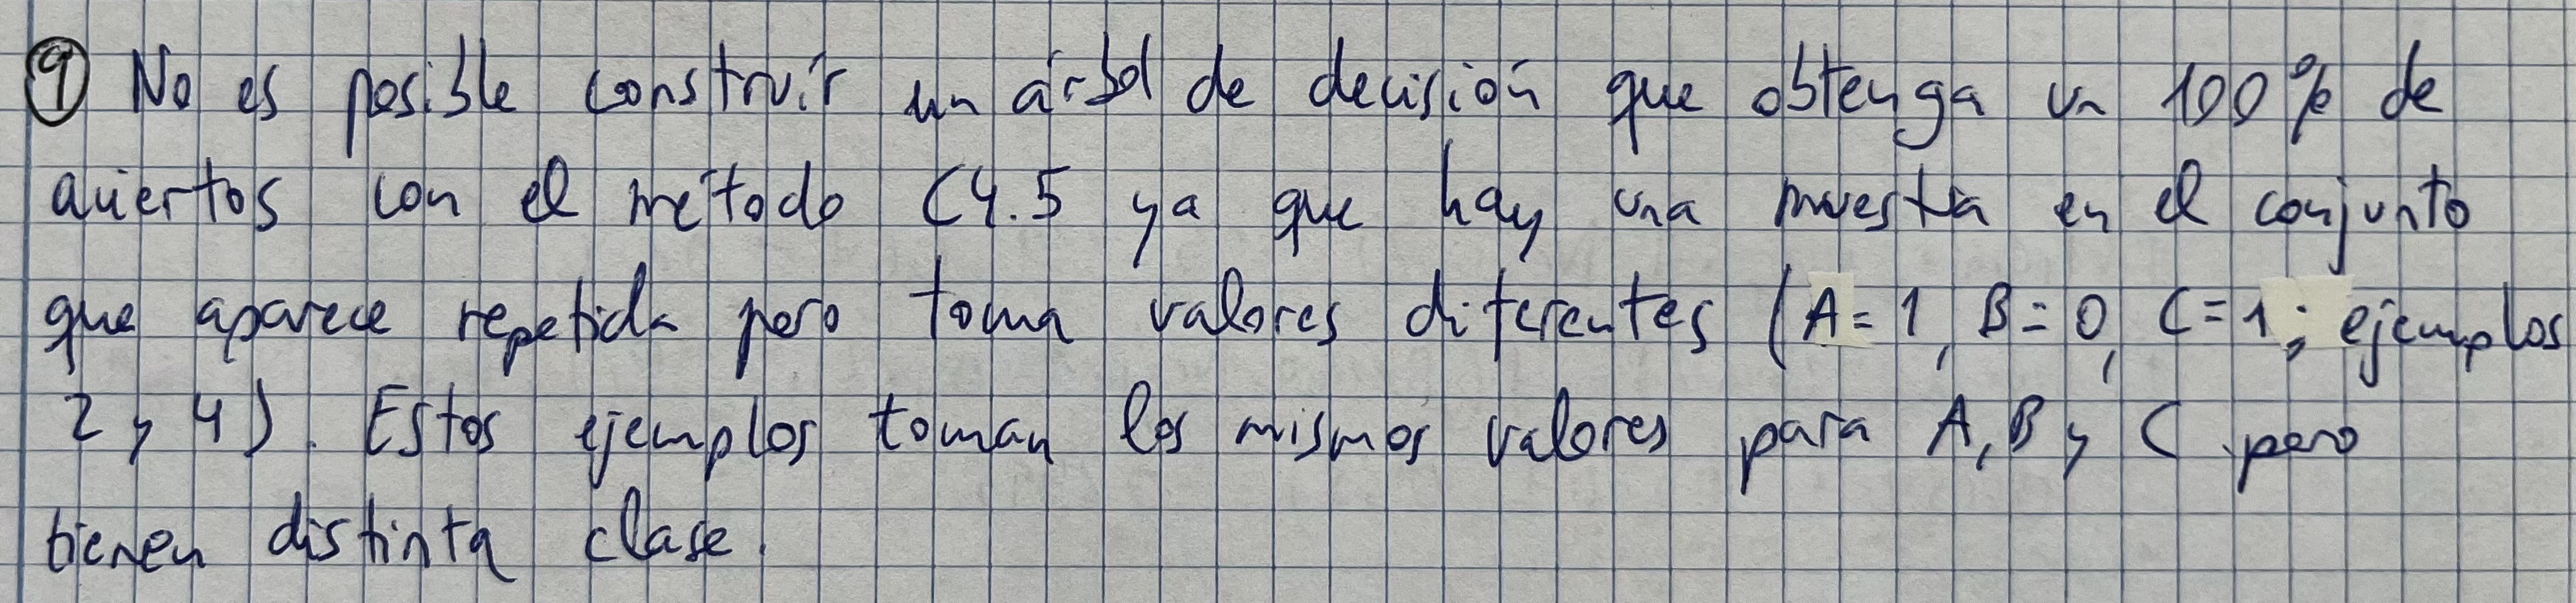 9 No es posible construir un árbol de decisión que obtenga un 100% de
aciertos con el método C4.5 ya que hay una muestra en el conjunto
que aparece repetida pero toma valores diferentes (A=1, B=0, C=1; ejemplos
2 y 4). Estos ejemplos toman los mismos valores para A, B y C pero
tienen distinta clase.